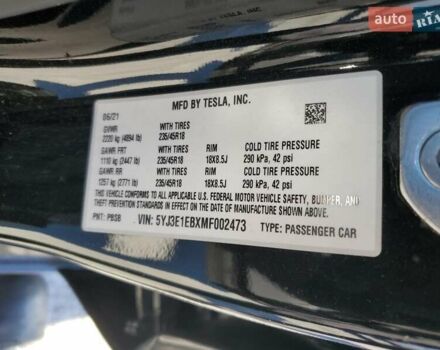 auto RIA
MFD BY TESLA, INC.
06/21
GVWR WITH TIRES
2220 kg (4894 lb) 235/45R18
GAWR FRT WITH TIRES RIM COLD TIRE PRESSURE
1110 kg (2447 lb) 235/45R18 18X8.5J 290 kPa, 42 psi
GAWR RR WITH TIRES RIM COLD TIRE PRESSURE
1257 kg (2771 lb) 235/45R18 18X8.5J 290 kPa, 42 psi
THIS VEHICLE CONFORMS TO ALL APPLICABLE
U.S. FEDERAL MOTOR VEHICLE SAFETY, BUMPER, AND
THEFT PREVENTION STANDARDS IN
EFFECT ON THE DATE OF MANUFACTURE SHOWN ABOVE.
PNT: PBSB VIN: 5YJ3E1EBXMF002473 TYPE: PASSENGER CAR